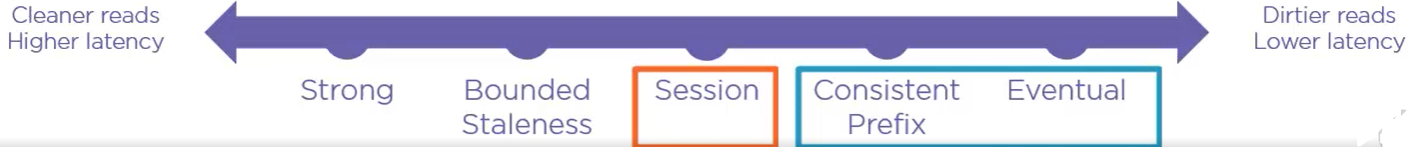 Cleaner reads
Higher latency
Dirtier reads
Lower latency
Strong
Bounded
Staleness
Session
Consistent
Prefix
Eventual